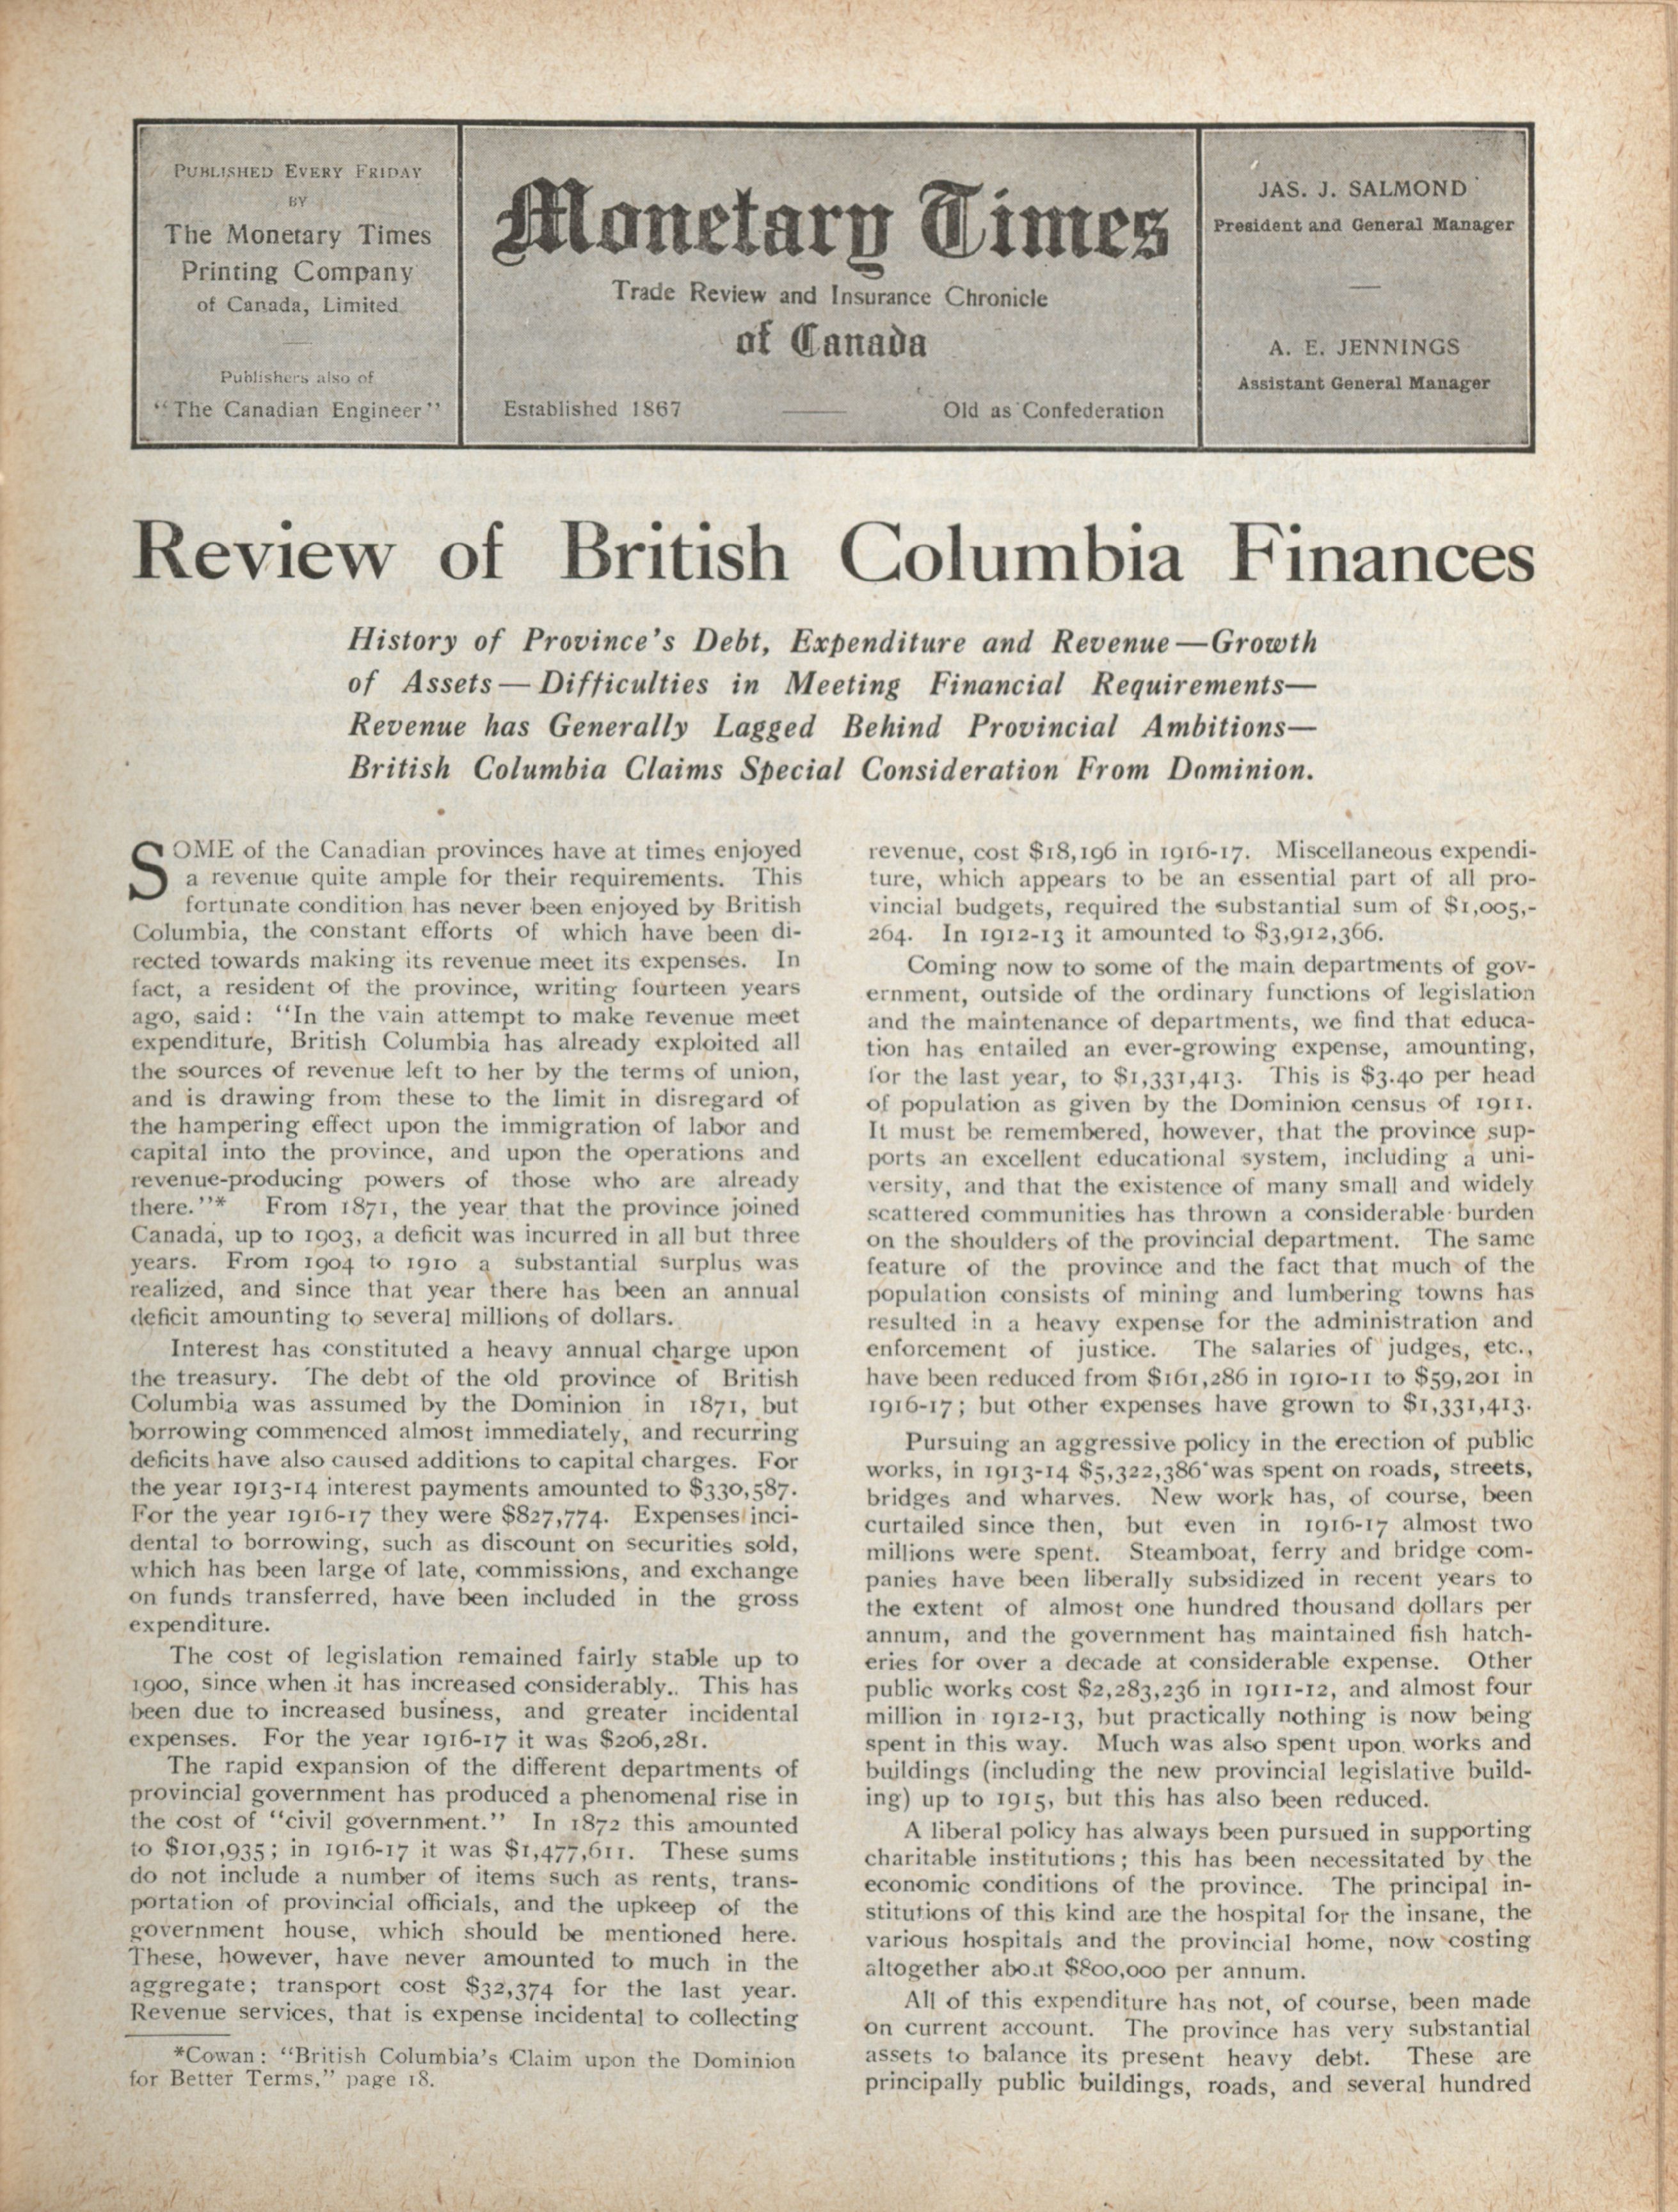 PUBLISHED EVERY FRIDAY
BY
The Monetary Times
Printing Company
of Canada, Limited
Publishers also of
"The Canadian Engineer"
Monetary Times
Trade Review and Insurance Chronicle
of Canada
Established 1867
Old as Confederation
JAS. J. SALMOND
President and General Manager
A. E. JENNINGS
Assistant General Manager
Review of British Columbia Finances
History of Province's Debt, Expenditure and Revenue—Growth
of Assets—Difficulties in Meeting Financial Requirements—
Revenue has Generally Lagged Behind Provincial Ambitions—
British Columbia Claims Special Consideration From Dominion.
SOME of the Canadian provinces have at times enjoyed
a revenue quite ample for their requirements. This
fortunate condition has never been enjoyed by British
Columbia, the constant efforts of which have been di-
rected towards making its revenue meet its expenses. In
fact, a resident of the province, writing fourteen years
ago, said: "In the vain attempt to make revenue meet
expenditure, British Columbia has already exploited all
the sources of revenue left to her by the terms of union,
and is drawing from these to the limit in disregard of
the hampering effect upon the immigration of labor and
capital into the province, and upon the operations and
revenue-producing powers of those who are already
there."* From 1871, the year that the province joined
Canada, up to 1903, a deficit was incurred in all but three
years. From 1904 to 1910 a substantial surplus was
realized, and since that year there has been an annual
deficit amounting to several millions of dollars.
Interest has constituted a heavy annual charge upon
the treasury. The debt of the old province of British
Columbia was assumed by the Dominion in 1871, but
borrowing commenced almost immediately, and recurring
deficits have also caused additions to capital charges. For
the year 1913-14 interest payments amounted to $330,587.
For the year 1916-17 they were $827,774. Expenses inci-
dental to borrowing, such as discount on securities sold,
which has been large of late, commissions, and exchange
on funds transferred, have been included in the gross
expenditure.
The cost of legislation remained fairly stable up to
1900, since when it has increased considerably.. This has
been due to increased business, and greater incidental
expenses. For the year 1916-17 it was $206,281.
The rapid expansion of the different departments of
provincial government has produced a phenomenal rise in
the cost of "civil government." In 1872 this amounted
to $101,935; in 1916-17 it was $1,477,611. These sums
do not include a number of items such as rents, trans-
portation of provincial officials, and the upkeep of the
government house, which should be mentioned here.
These, however, have never amounted to much in the
aggregate; transport cost $32,374 for the last year.
Revenue services, that is expense incidental to collecting
*Cowan: "British Columbia's Claim upon the Dominion
for Better Terms," page 18.
revenue, cost $18,196 in 1916-17. Miscellaneous expendi-
ture, which appears to be an essential part of all pro-
vincial budgets, required the substantial sum of $1,005,-
264. In 1912-13 it amounted to $3,912,366.
Coming now to some of the main departments of gov-
ernment, outside of the ordinary functions of legislation
and the maintenance of departments, we find that educa-
tion has entailed an ever-growing expense, amounting,
for the last year, to $1,331,413. This is $3.40 per head
of population as given by the Dominion census of 1911.
It must be remembered, however, that the province sup-
ports an excellent educational system, including a uni-
versity, and that the existence of many small and widely
scattered communities has thrown a considerable burden
on the shoulders of the provincial department. The same
feature of the province and the fact that much of the
population consists of mining and lumbering towns has
resulted in a heavy expense for the administration and
enforcement of justice. The salaries of judges, etc.,
have been reduced from $161,286 in 1910-11 to $59,201 in
1916-17; but other expenses have grown to $1,331,413.
Pursuing an aggressive policy in the erection of public
works, in 1913-14 $5,322,386 was spent on roads, streets,
bridges and wharves. New work has, of course, been
curtailed since then, but even in 1916-17 almost two
millions were spent. Steamboat, ferry and bridge com-
panies have been liberally subsidized in recent years to
the extent of almost one hundred thousand dollars per
annum, and the government has maintained fish hatch-
eries for over a decade at considerable expense. Other
public works cost $2,283,236 in 1911-12, and almost four
million in 1912-13, but practically nothing is now being
spent in this way. Much was also spent upon works and
buildings (including the new provincial legislative build-
ing) up to 1915, but this has also been reduced.
A liberal policy has always been pursued in supporting
charitable institutions; this has been necessitated by the
economic conditions of the province. The principal in-
stitutions of this kind are the hospital for the insane, the
various hospitals and the provincial home, now costing
altogether about $800,000 per annum.
All of this expenditure has not, of course, been made
on current account. The province has very substantial
assets to balance its present heavy debt. These are
principally public buildings, roads, and several hundred